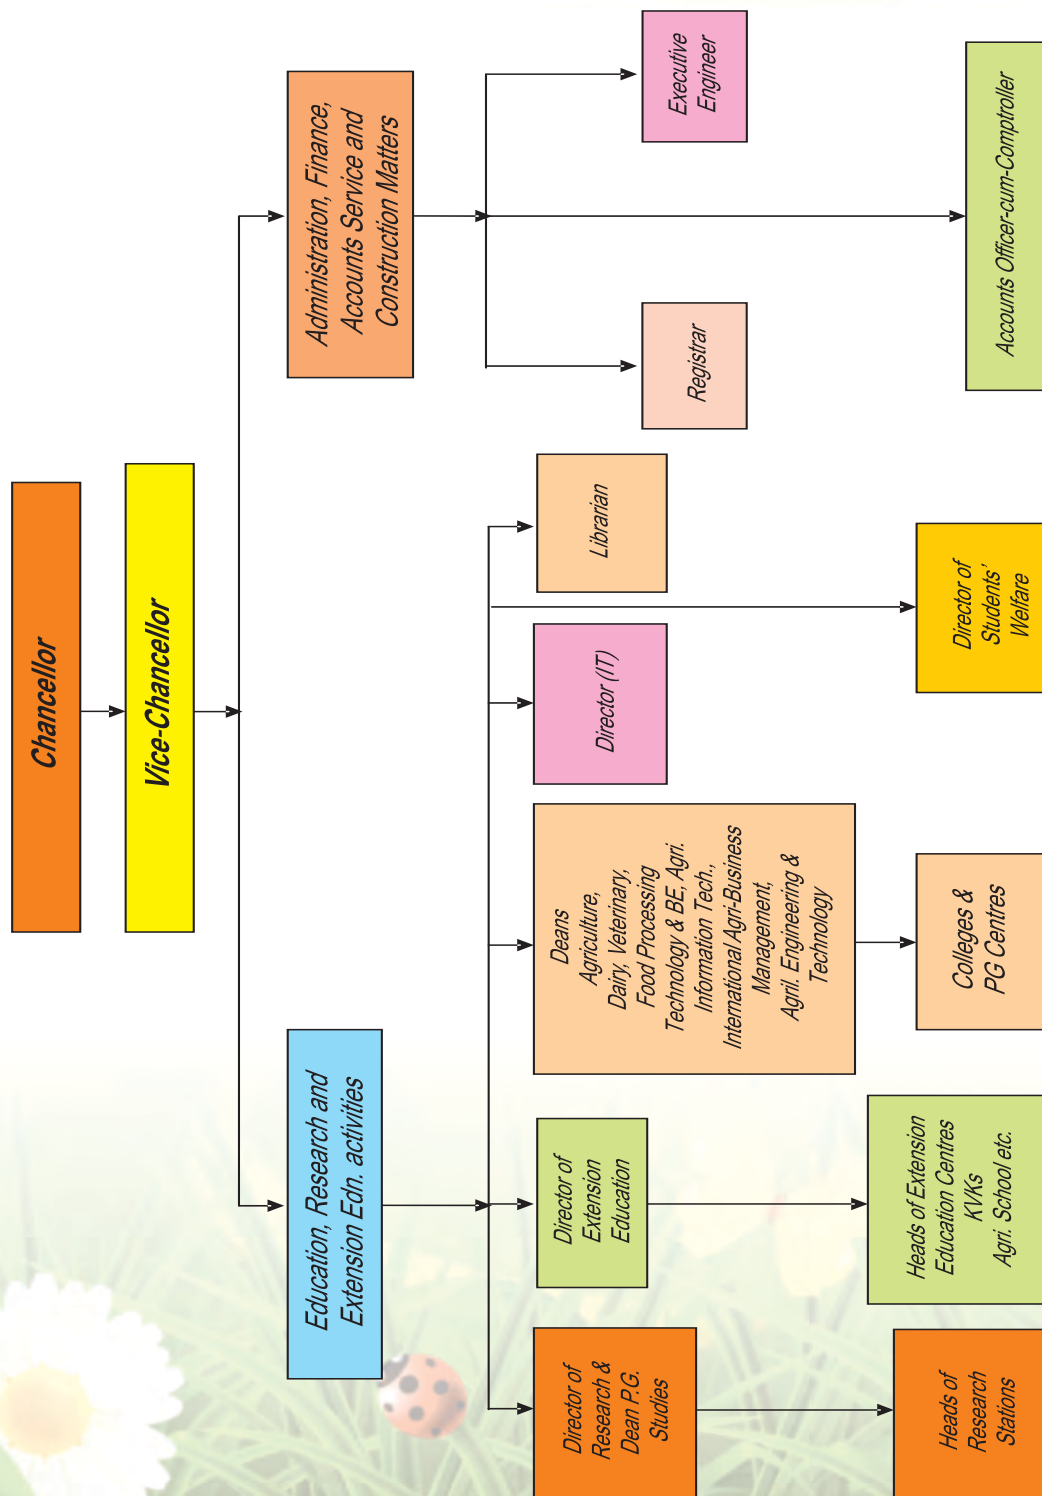 Chancellor
Vice-Chancellor
Education, Research and
Extension Edn. activities
Administration, Finance,
Accounts Service and
Construction Matters
Director of
Research &
Dean P.G.
Studies
Director of
Extension
Education
Deans
Agriculture,
Dairy, Veterinary,
Food Processing
Technology & BE, Agri.
Information Tech.,
International Agri-Business
Management,
Agril. Engineering &
Technology
Director (IT)
Librarian
Registrar
Executive
Engineer
Heads of
Research
Stations
Heads of Extension
Education Centres
KVKs
Agri. School etc.
Colleges &
PG Centres
Director of
Students'
Welfare
Accounts Officer-cum-Comptroller